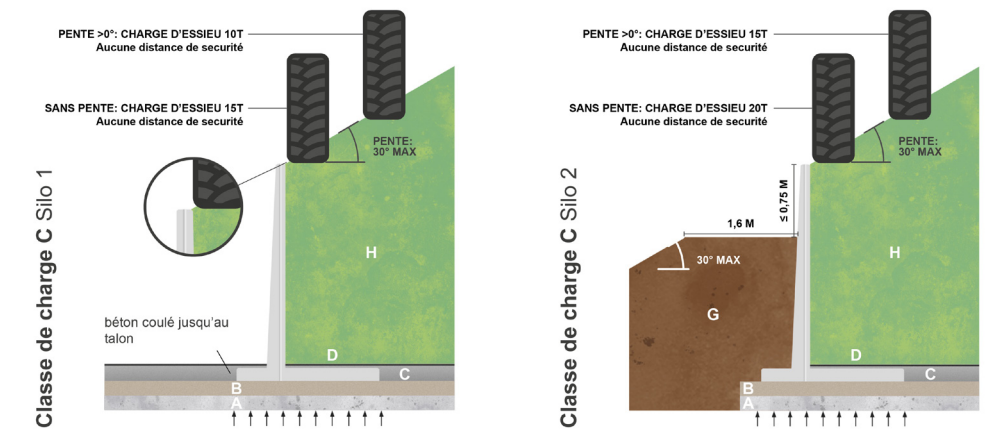 Classe de charge C Silo 1
PENTE >0°: CHARGE D'ESSIEU 10T
Aucune distance de securité
SANS PENTE: CHARGE D'ESSIEU 15T
Aucune distance de securité
PENTE:
30° MAX
H
béton coulé jusqu'au
talon
D
C
B
A
Classe de charge C Silo 2
PENTE >0°: CHARGE D'ESSIEU 15T
Aucune distance de securité
SANS PENTE: CHARGE D'ESSIEU 20T
Aucune distance de securité
PENTE:
30° MAX
≤ 0,75 M
1,6 M
30° MAX
H
G
D
C
B
A